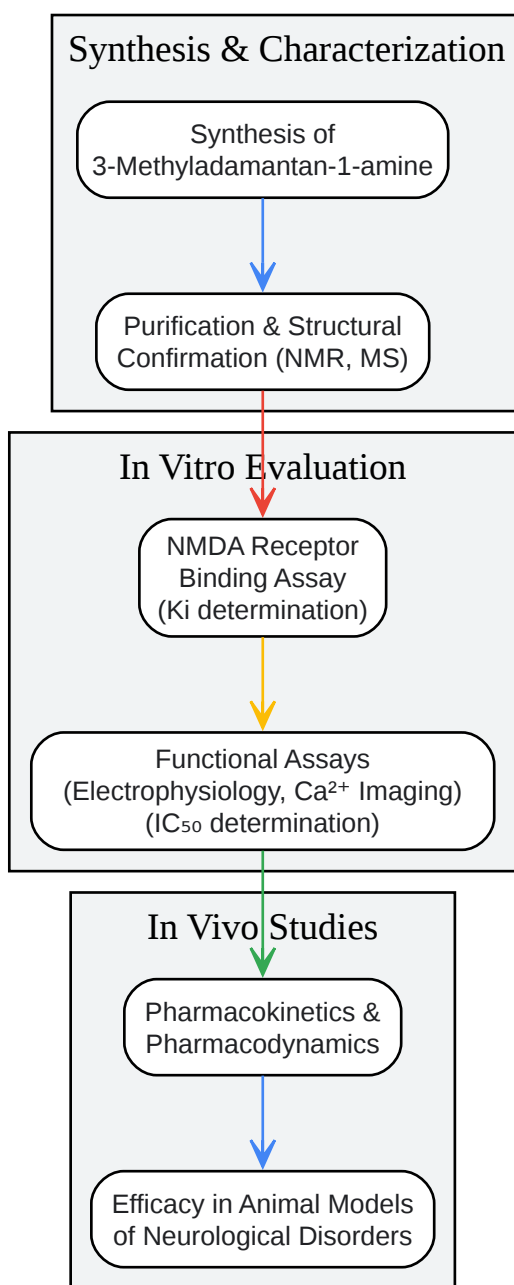 Synthesis & Characterization
Synthesis of
3-Methyladamantan-1-amine
Purification & Structural
Confirmation (NMR, MS)
In Vitro Evaluation
NMDA Receptor
Binding Assay
(Ki determination)
Functional Assays
(Electrophysiology, Ca²⁺ Imaging)
(IC₅₀ determination)
In Vivo Studies
Pharmacokinetics &
Pharmacodynamics
Efficacy in Animal Models
of Neurological Disorders